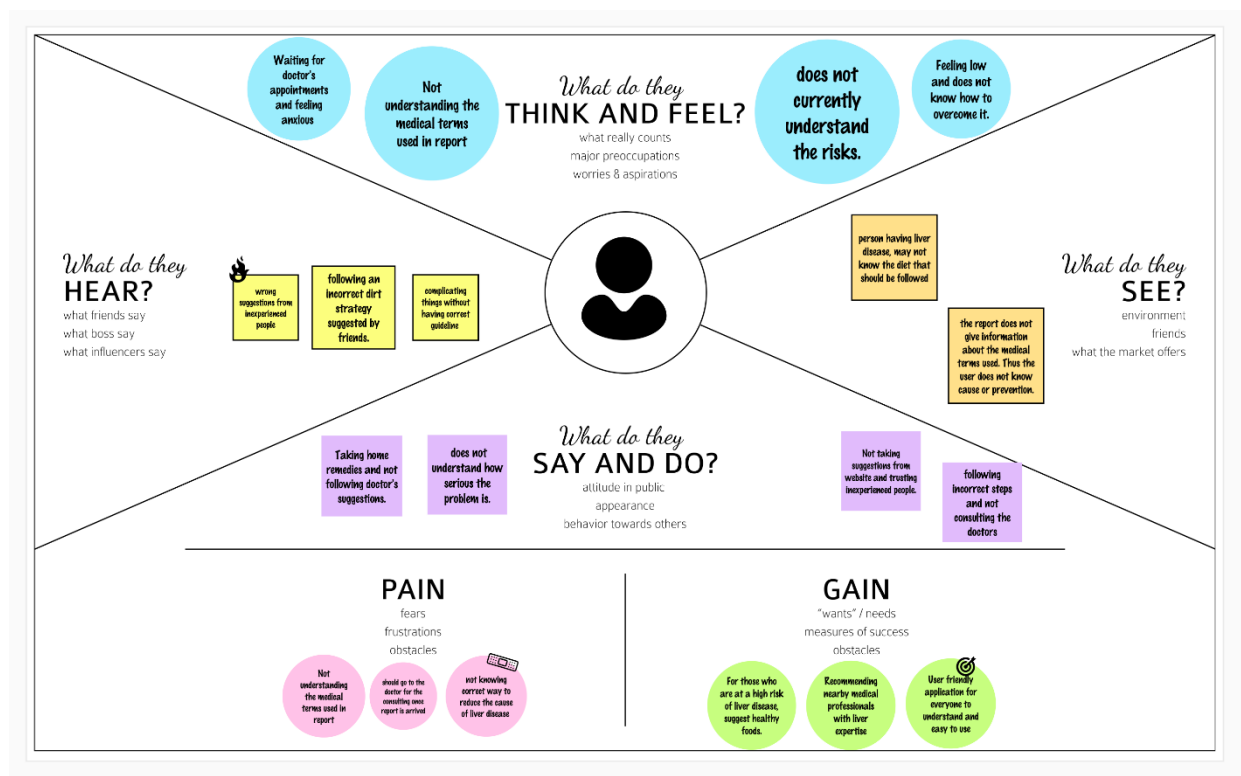 Waiting for
doctor's
appointments
and feeling
anxious
Not
understanding the
medical terms
used in report
What do they
THINK AND FEEL?
what really counts
major preoccupations
worries & aspirations
does not
currently
understand
the risks.
Feeling low
and does not
know how to
overcome it.
What do they
HEAR?
what friends say
what boss say
what influencers say
wrong
suggestions from
inexperienced
people
following an
incorrect dirt
strategy
suggested by
friends.
complicating
things without
having correct
guideline
person having liver
disease, may not
know the diet that
should be followed
the report does not
give information
about the medical
terms used. Thus the
user does not know
cause or prevention.
What do they
SEE?
environment
friends
what the market offers
Taking home
remedies and not
following doctor's
suggestions.
does not
understand how
serious the
problem is.
What do they
SAY AND DO?
attitude in public
appearance
behavior towards others
Not taking
suggestions from
website and trusting
inexperienced people.
following
incorrect steps
and not
consulting the
doctors
PAIN
fears
frustrations
obstacles
Not
understanding
the medical
terms used in
report
should go to the
doctor for the
consulting once
report is arrived
not knowing
correct way to
reduce the cause
of liver disease
GAIN
"wants" / needs
measures of success
obstacles
For those who
are at a high risk
of liver disease,
suggest healthy
foods.
Recommending
nearby medical
professionals
with liver
expertise
User friendly
application for
everyone to
understand and
easy to use